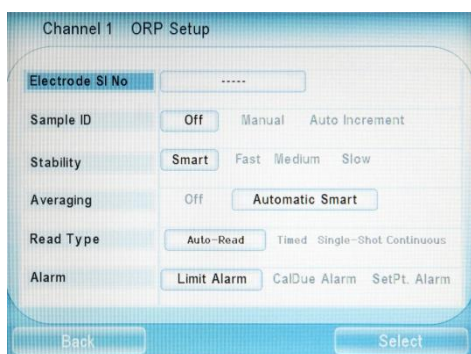 Channel 1 ORP Setup
Electrode Sl No -----
Sample ID Off Manual Auto Increment
Stability Smart Fast Medium Slow
Averaging Off Automatic Smart
Read Type Auto-Read Timed Single-Shot Continuous
Alarm Limit Alarm CalDue Alarm SetPt. Alarm
Back Select